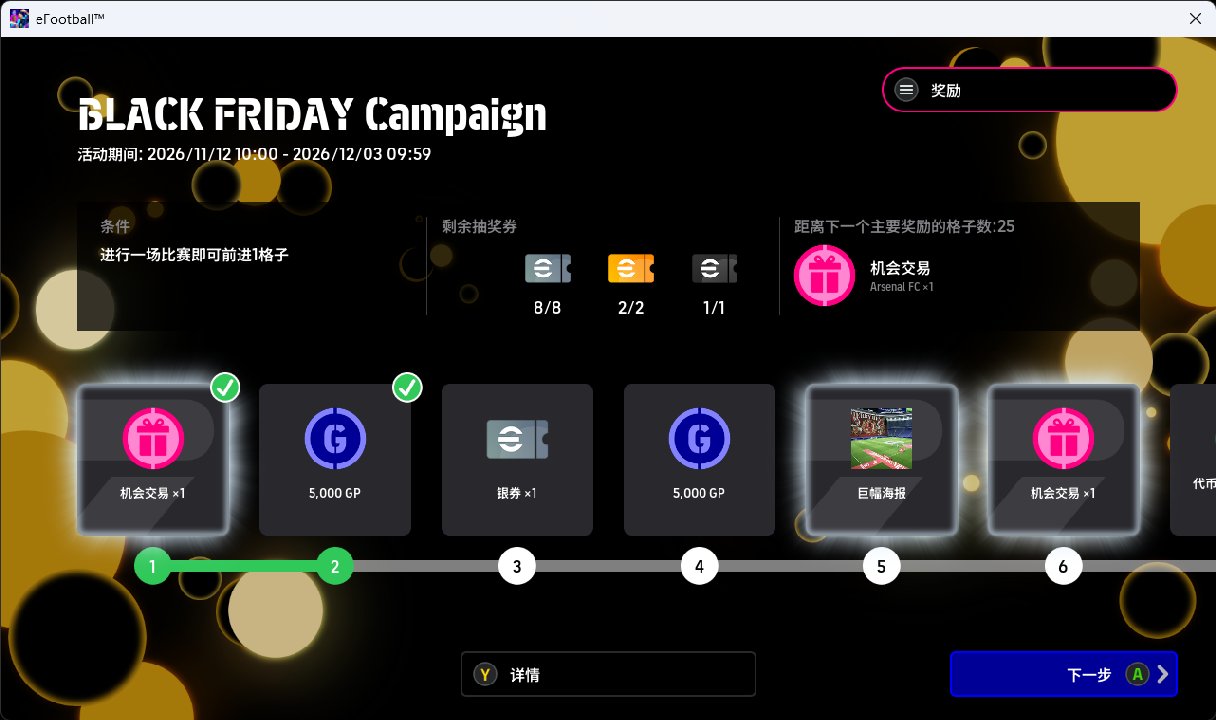 eFootball™
奖励
BLACK FRIDAY Campaign
活动期间: 2026/11/12 10:00 - 2026/12/03 09:59
条件
进行一场比赛即可前进1格子
剩余抽奖券
8/8
2/2
1/1
距离下一个主要奖励的格子数:25
机会交易
Arsenal FC ×1
机会交易 ×1
G
5,000 GP
银券 ×1
G
5,000 GP
巨幅海报
机会交易 ×1
代币
1
2
3
4
5
6
Y 详情
下一步 A